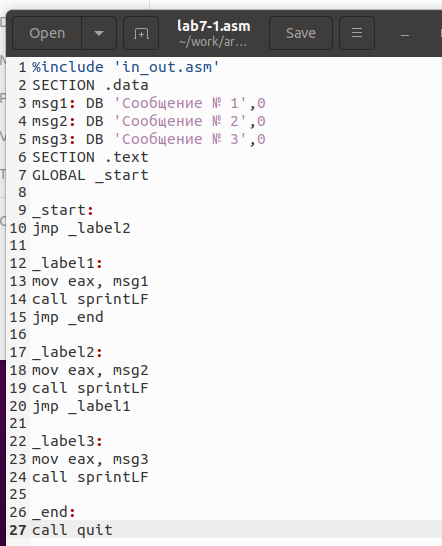 Open
lab7-1.asm
~/work/ar...
Save
1 %include 'in_out.asm'
2 SECTION .data
3 msg1: DB 'Сообщение № 1',0
4 msg2: DB 'Сообщение № 2',0
5 msg3: DB 'Сообщение № 3',0
6 SECTION .text
7 GLOBAL _start
8
9 _start:
10 jmp _label2
11
12 _label1:
13 mov eax, msg1
14 call sprintLF
15 jmp _end
16
17 _label2:
18 mov eax, msg2
19 call sprintLF
20 jmp _label1
21
22 _label3:
23 mov eax, msg3
24 call sprintLF
25
26 _end:
27 call quit